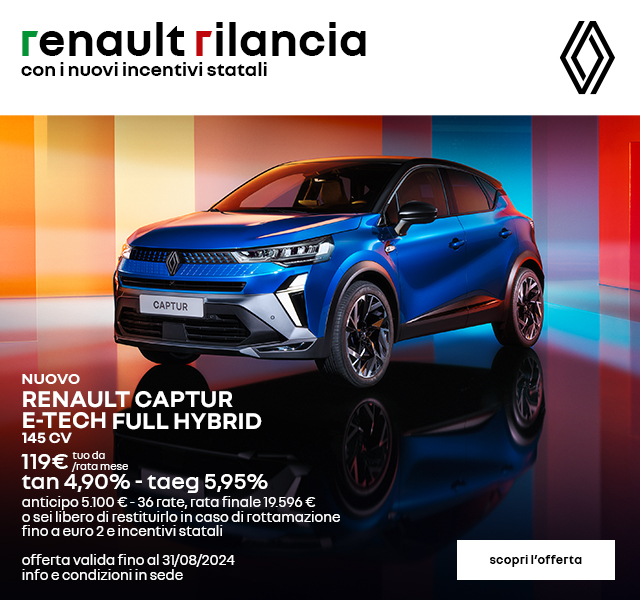 renault rilancia
con i nuovi incentivi statali
CAPTUR
NUOVO
RENAULT CAPTUR
E-TECH FULL HYBRID
145 CV
119€ tuo da
/rata mese
tan 4,90% - taeg 5,95%
anticipo 5.100 € - 36 rate, rata finale 19.596 €
o sei libero di restituirlo in caso di rottamazione
fino a euro 2 e incentivi statali
offerta valida fino al 31/08/2024
info e condizioni in sede
scopri l'offerta